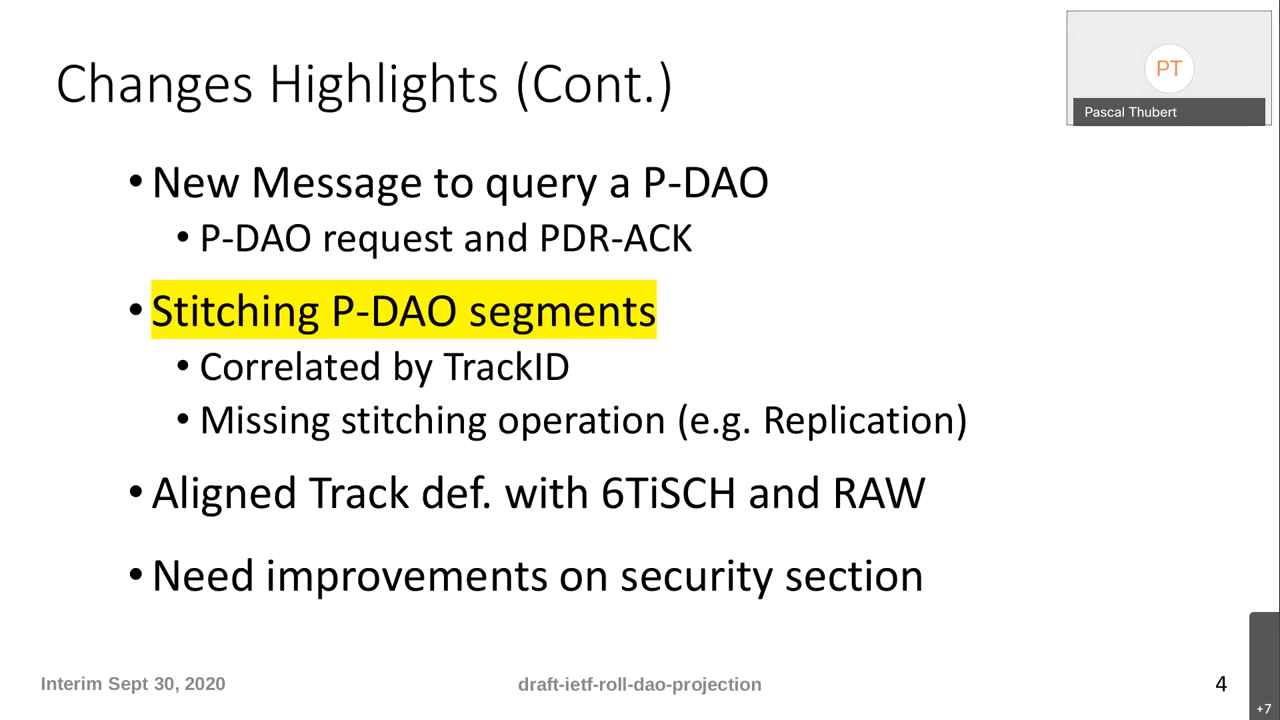 PT
Pascal Thubert
Changes Highlights (Cont.)
• New Message to query a P-DAO
• P-DAO request and PDR-ACK
• Stitching P-DAO segments
• Correlated by TrackID
• Missing stitching operation (e.g. Replication)
• Aligned Track def. with 6TiSCH and RAW
• Need improvements on security section
Interim Sept 30, 2020
draft-ietf-roll-dao-projection
4
+7